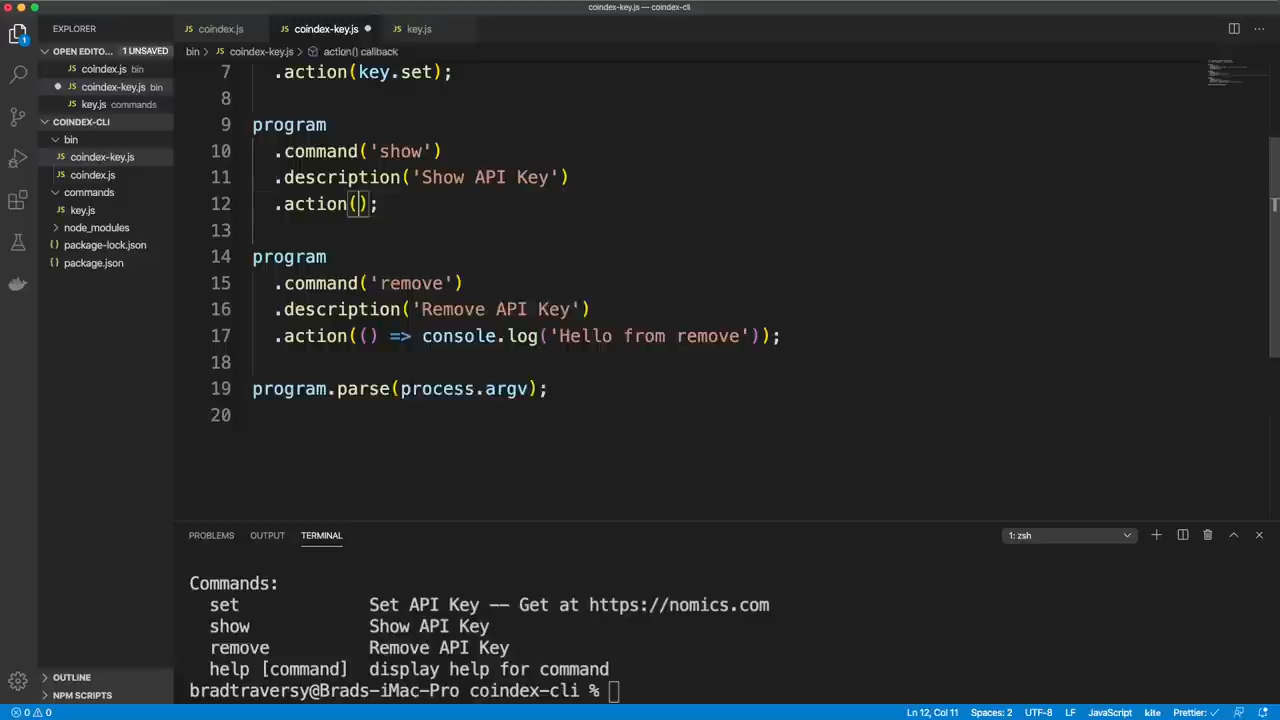 coindex-key.js — coindex-cli
EXPLORER
OPEN EDITO... 1 UNSAVED
JS coindex.js bin
JS coindex-key.js bin
JS key.js commands
COINDEX-CLI
bin
JS coindex-key.js
JS coindex.js
commands
JS key.js
node_modules
{} package-lock.json
{} package.json
OUTLINE
NPM SCRIPTS
JS coindex.js
JS coindex-key.js
JS key.js
bin > JS coindex-key.js > action() callback
7 .action(key.set);
8
9 program
10 .command('show')
11 .description('Show API Key')
12 .action();
13
14 program
15 .command('remove')
16 .description('Remove API Key')
17 .action(() => console.log('Hello from remove'));
18
19 program.parse(process.argv);
20
PROBLEMS OUTPUT TERMINAL
1: zsh
Commands:
set Set API Key -- Get at https://nomics.com
show Show API Key
remove Remove API Key
help [command] display help for command
bradtraversy@Brads-iMac-Pro coindex-cli %
0 0 Ln 12, Col 11 Spaces: 2 UTF-8 LF JavaScript kite Prettier: ✓